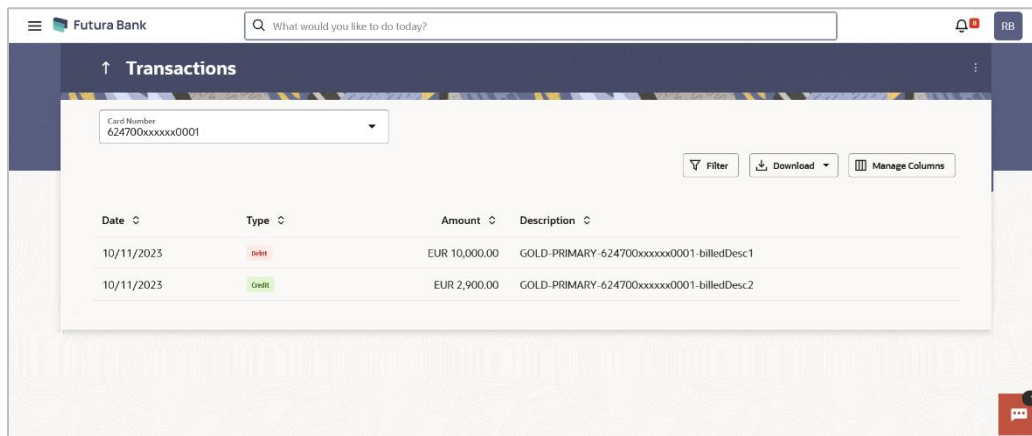 Futura Bank
What would you like to do today?
8
RB
↑ Transactions
Card Number
624700xxxxxx0001
Filter
Download
Manage Columns
Date Type Amount Description
10/11/2023 Debit EUR 10,000.00 GOLD-PRIMARY-624700xxxxxx0001-billedDesc1
10/11/2023 Credit EUR 2,900.00 GOLD-PRIMARY-624700xxxxxx0001-billedDesc2